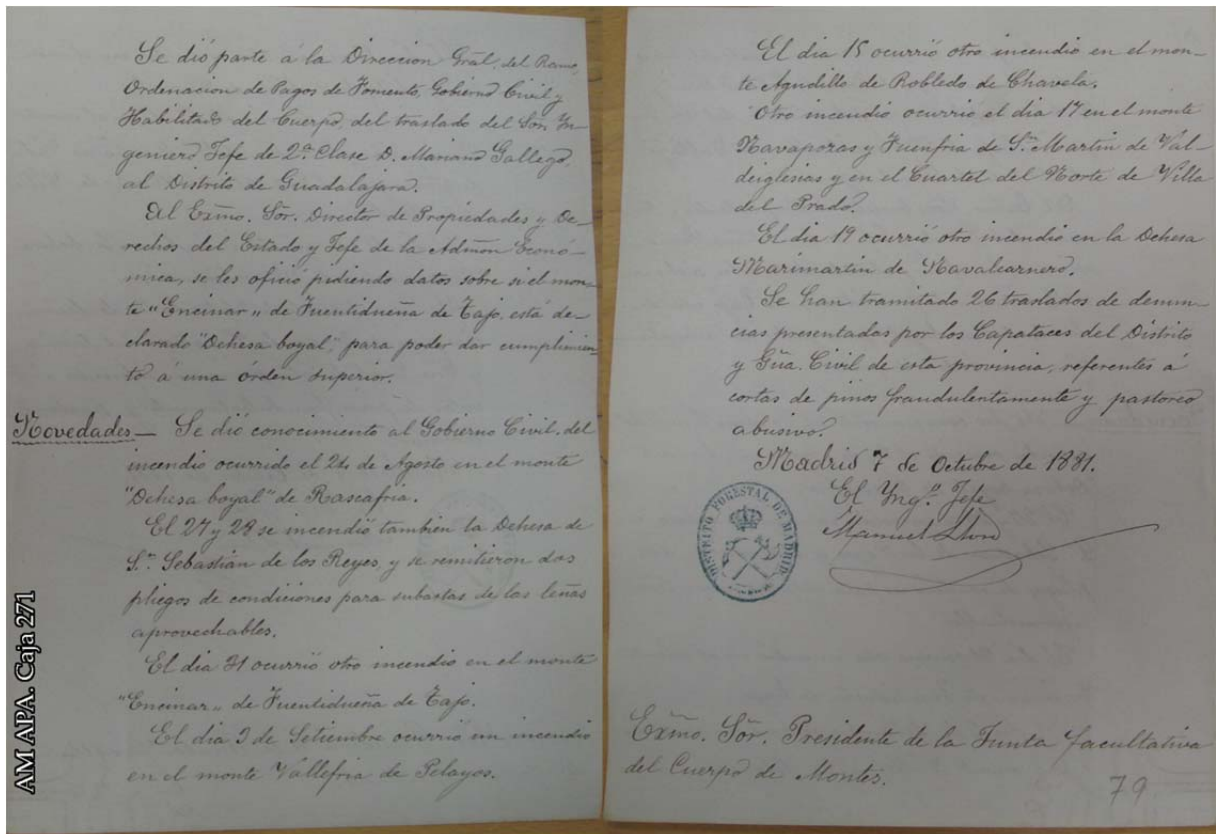 Se dió parte á la Direccion Gral. del Ramo,
Ordenacion de Pagos de Fomento, Gobierno Civil y
Habilitado del Cuerpo, del traslado del Sor. In-
geniero Jefe de 2ª Clase D. Mariano Gallego,
al Distrito de Guadalajara.
Al Exmo. Sór. Director de Propiedades y De-
rechos del Estado y Jefe de la Admon Econó-
mica, se les ofició pidiendo datos sobre si el mon-
te "Encinar" de Fuentidueña de Tajo, está de-
clarado "Dehesa boyal", para poder dar cumplimien-
to á una órden superior.
Novedades — Se dió conocimiento al Gobierno Civil, del
incendio ocurrido el 24 de Agosto en el monte
"Dehesa boyal" de Rascafria.
El 27 y 28 se incendió tambien la Dehesa de
Sn. Sebastian de los Reyes, y se remitieron dos
pliegos de condiciones para subastas de las leñas
aprovechables.
El dia 31 ocurrió otro incendio en el monte
"Encinar" de Fuentidueña de Tajo.
El dia 3 de Setiembre ocurrió un incendio
en el monte Vallefria de Pelayos.
AM APA. Caja 271
El dia 15 ocurrió otro incendio en el mon-
te Agudillo de Robledo de Chavela.
Otro incendio ocurrió el dia 17 en el monte
Navapozas y Fuenfria de Sn. Martin de Val-
deiglesias y en el Cuartel del Norte de Villa
del Prado.
El dia 19 ocurrió otro incendio en la Dehesa
Marimartin de Navalcarnero.
Se han tramitado 26 traslados de denun-
cias presentadas por los Capataces del Distrito
y Gũa. Civil de esta provincia, referentes á
cortas de pinos fraudulentamente y pastoreo
abusivo.
Madrid 7 de Octubre de 1881.
El Yngo. Jefe
Manuel
DISTRITO FORESTAL DE MADRID
Exmo. Sõr. Presidente de la Junta facultativa
del Cuerpo de Montes.
79